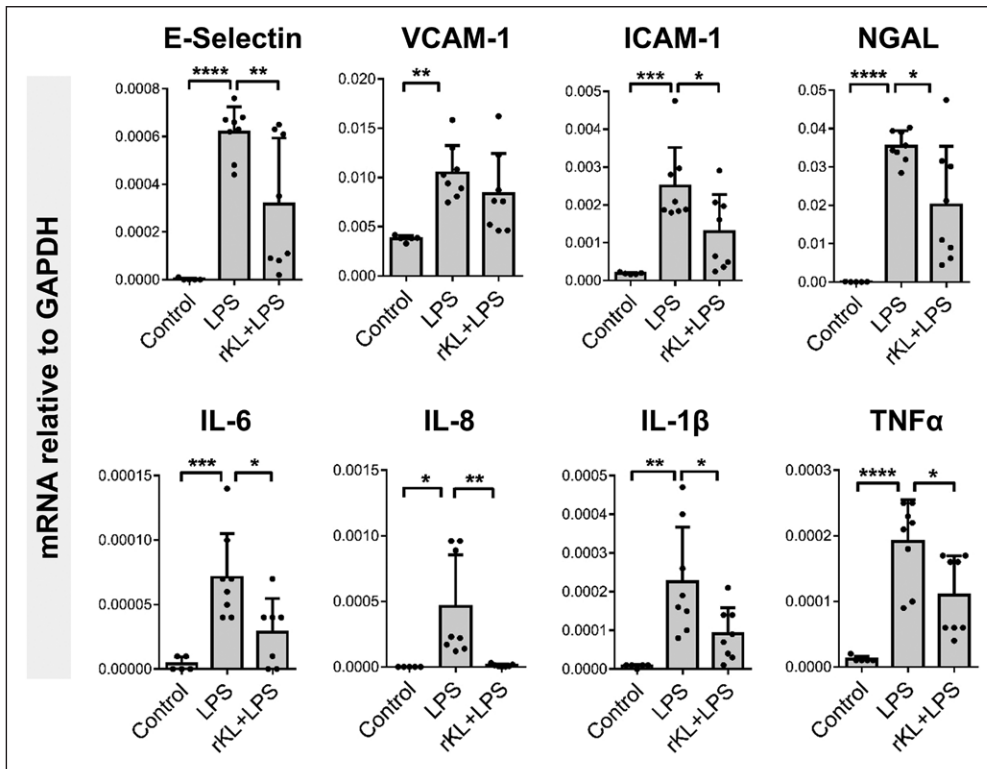 mRNA relative to GAPDH
E-Selectin
**** **
0.0008
0.0006
0.0004
0.0002
0.0000
Control
LPS
rKL+LPS
VCAM-1
**
0.020
0.015
0.010
0.005
0.000
Control
LPS
rKL+LPS
ICAM-1
*** *
0.005
0.004
0.003
0.002
0.001
0.000
Control
LPS
rKL+LPS
NGAL
**** *
0.05
0.04
0.03
0.02
0.01
0.00
Control
LPS
rKL+LPS
IL-6
*** *
0.00015
0.00010
0.00005
0.00000
Control
LPS
rKL+LPS
IL-8
* **
0.0015
0.0010
0.0005
0.0000
Control
LPS
rKL+LPS
IL-1β
** *
0.0005
0.0004
0.0003
0.0002
0.0001
0.0000
Control
LPS
rKL+LPS
TNFα
**** *
0.0003
0.0002
0.0001
0.0000
Control
LPS
rKL+LPS